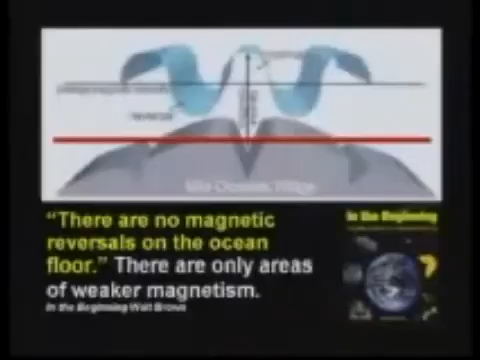 reversal
Mid Oceanic Ridge
“There are no magnetic
reversals on the ocean
floor.” There are only areas
of weaker magnetism.
In the Beginning Walt Brown
In the Beginning